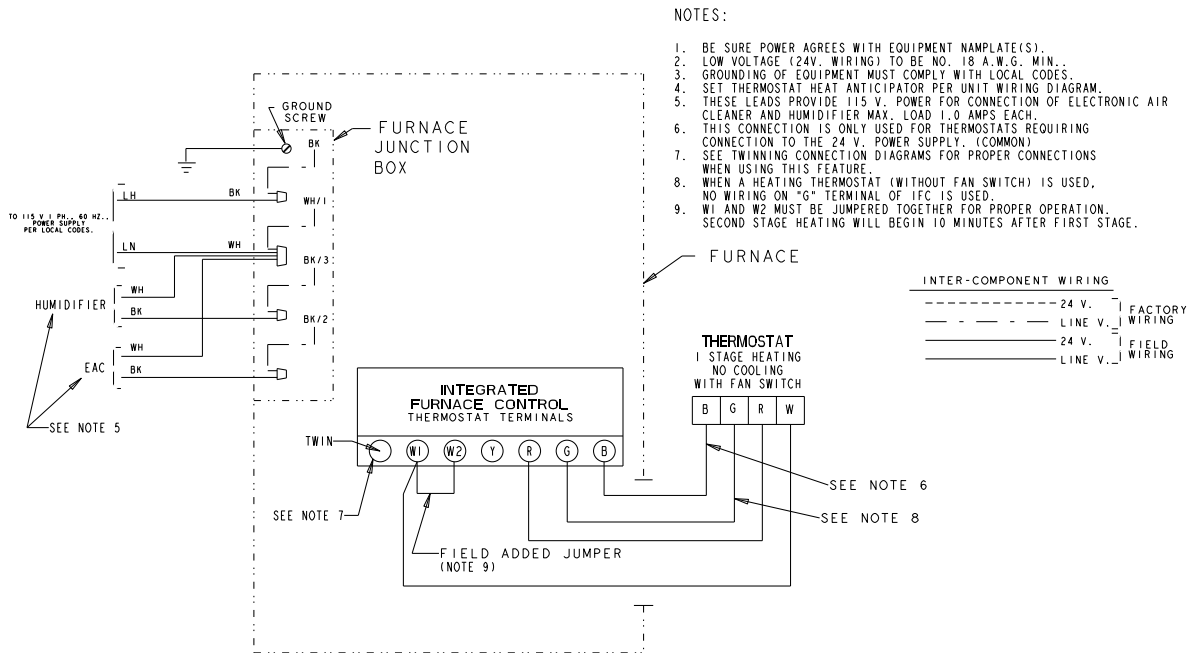 NOTES:
1. BE SURE POWER AGREES WITH EQUIPMENT NAMPLATE(S).
2. LOW VOLTAGE (24V. WIRING) TO BE NO. 18 A.W.G. MIN..
3. GROUNDING OF EQUIPMENT MUST COMPLY WITH LOCAL CODES.
4. SET THERMOSTAT HEAT ANTICIPATOR PER UNIT WIRING DIAGRAM.
5. THESE LEADS PROVIDE 115 V. POWER FOR CONNECTION OF ELECTRONIC AIR
CLEANER AND HUMIDIFIER MAX. LOAD 1.0 AMPS EACH.
6. THIS CONNECTION IS ONLY USED FOR THERMOSTATS REQUIRING
CONNECTION TO THE 24 V. POWER SUPPLY. (COMMON)
7. SEE TWINNING CONNECTION DIAGRAMS FOR PROPER CONNECTIONS
WHEN USING THIS FEATURE.
8. WHEN A HEATING THERMOSTAT (WITHOUT FAN SWITCH) IS USED,
NO WIRING ON "G" TERMINAL OF IFC IS USED.
9. W1 AND W2 MUST BE JUMPERED TOGETHER FOR PROPER OPERATION.
SECOND STAGE HEATING WILL BEGIN 10 MINUTES AFTER FIRST STAGE.
GROUND
SCREW
FURNACE
JUNCTION
BOX
BK
LH
BK
WH/1
TO 115 V 1 PH., 60 HZ.,
POWER SUPPLY
PER LOCAL CODES.
LN
WH
BK/3
HUMIDIFIER
WH
BK
BK/2
EAC
WH
BK
SEE NOTE 5
FURNACE
INTER-COMPONENT WIRING
24 V.
LINE V.
FACTORY
WIRING
24 V.
LINE V.
FIELD
WIRING
THERMOSTAT
1 STAGE HEATING
NO COOLING
WITH FAN SWITCH
B G R W
INTEGRATED
FURNACE CONTROL
THERMOSTAT TERMINALS
TWIN
W1 W2 Y R G B
SEE NOTE 6
SEE NOTE 7
SEE NOTE 8
FIELD ADDED JUMPER
(NOTE 9)